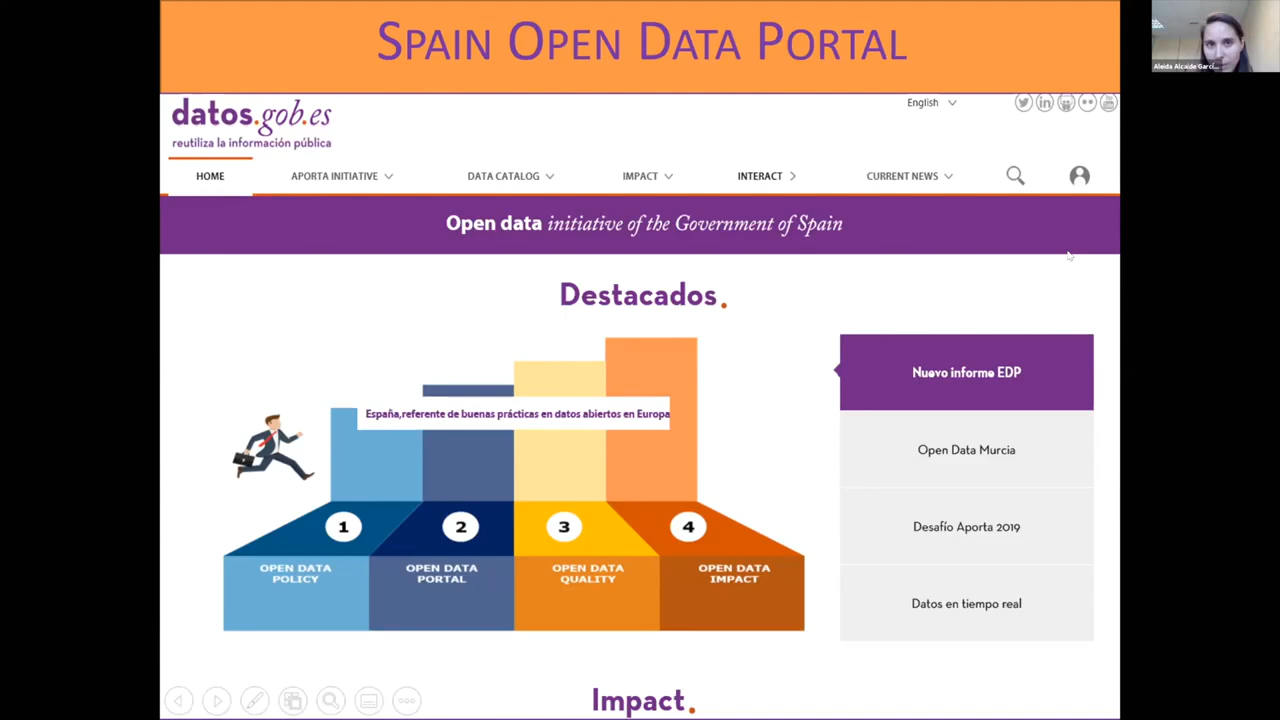 SPAIN OPEN DATA PORTAL
Aleida Alcaide Garcí...
datos.gob.es
reutiliza la información pública
English
HOME
APORTA INITIATIVE
DATA CATALOG
IMPACT
INTERACT
CURRENT NEWS
Open data initiative of the Government of Spain
Destacados.
España,referente de buenas prácticas en datos abiertos en Europa
1
2
3
4
OPEN DATA
POLICY
OPEN DATA
PORTAL
OPEN DATA
QUALITY
OPEN DATA
IMPACT
Nuevo informe EDP
Open Data Murcia
Desafío Aporta 2019
Datos en tiempo real
Impact.